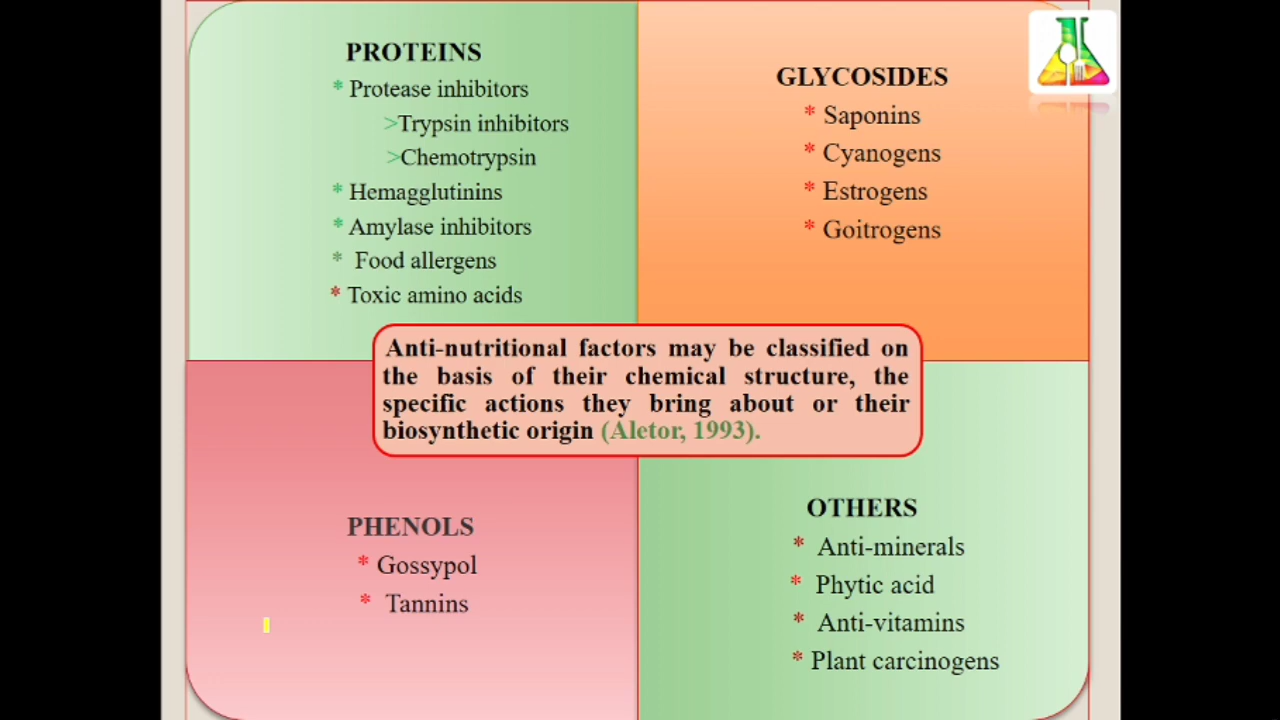 PROTEINS
* Protease inhibitors
>Trypsin inhibitors
>Chemotrypsin
* Hemagglutinins
* Amylase inhibitors
* Food allergens
* Toxic amino acids
GLYCOSIDES
* Saponins
* Cyanogens
* Estrogens
* Goitrogens
Anti-nutritional factors may be classified on
the basis of their chemical structure, the
specific actions they bring about or their
biosynthetic origin (Aletor, 1993).
PHENOLS
* Gossypol
* Tannins
OTHERS
* Anti-minerals
* Phytic acid
* Anti-vitamins
* Plant carcinogens